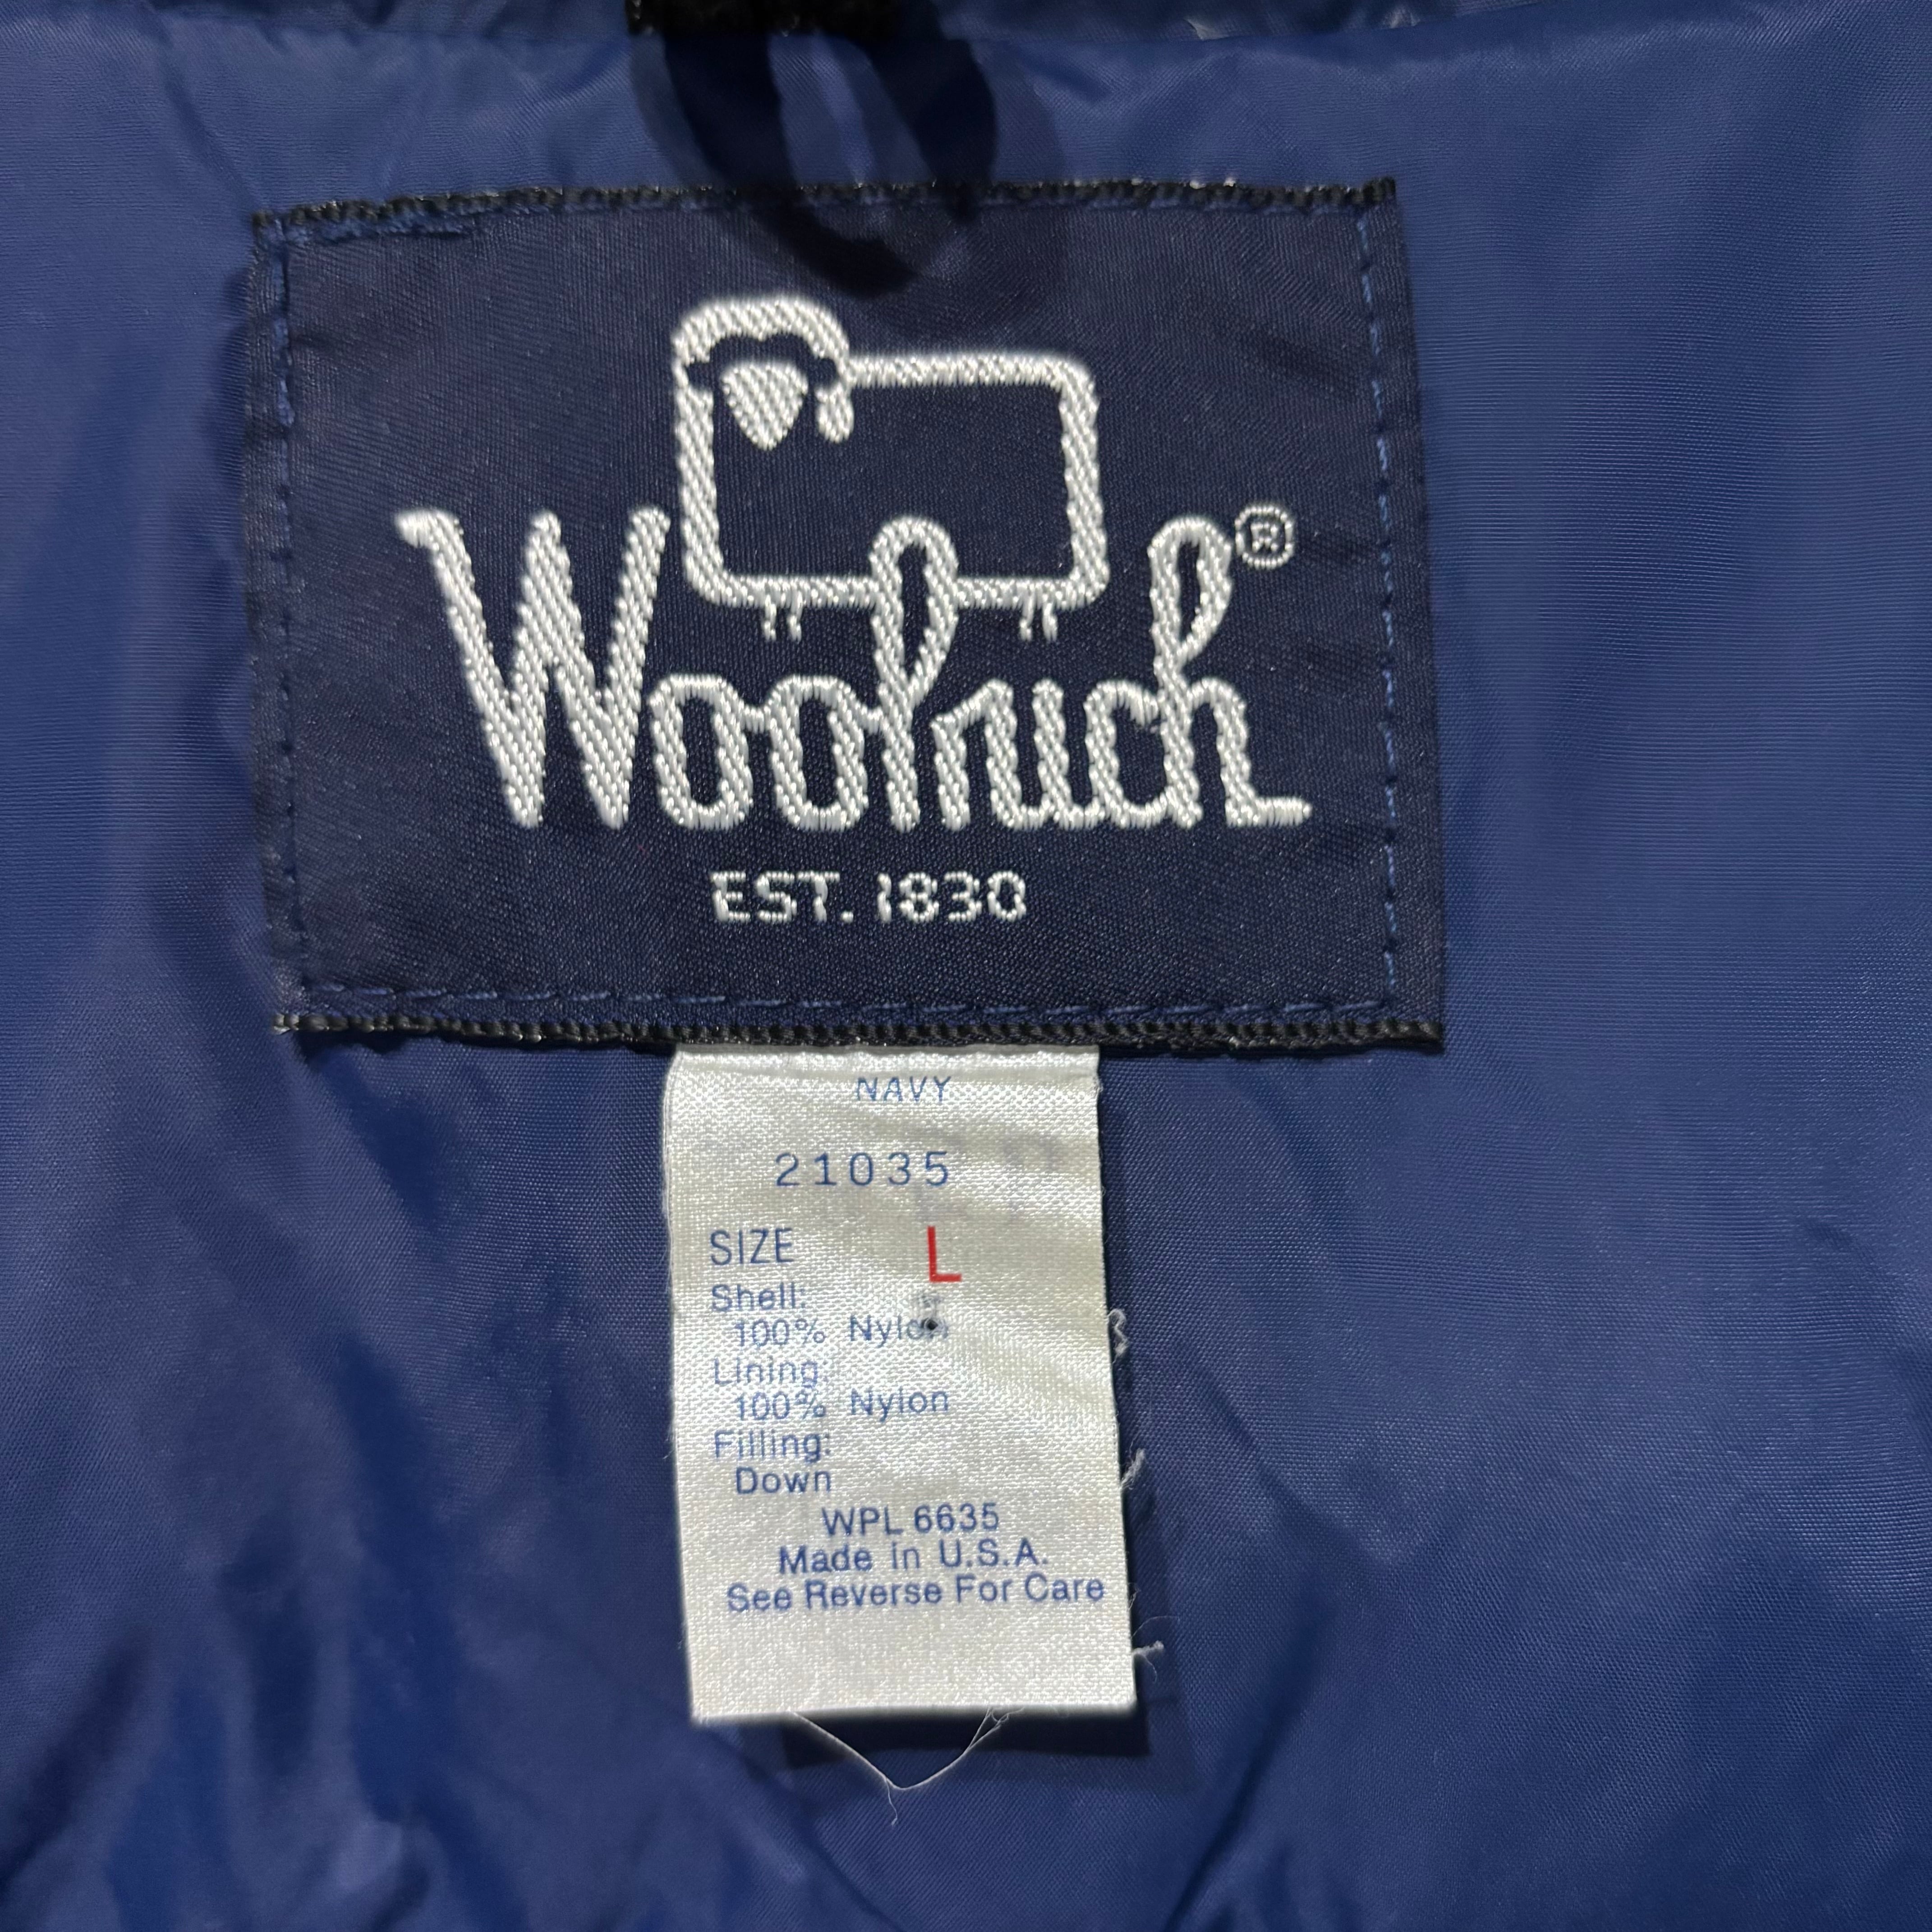 Woolrich®
EST. 1830
NAVY
21035
SIZE L
Shell:
100% Nylon
Lining:
100% Nylon
Filling:
Down
WPL 6635
Made in U.S.A.
See Reverse For Care